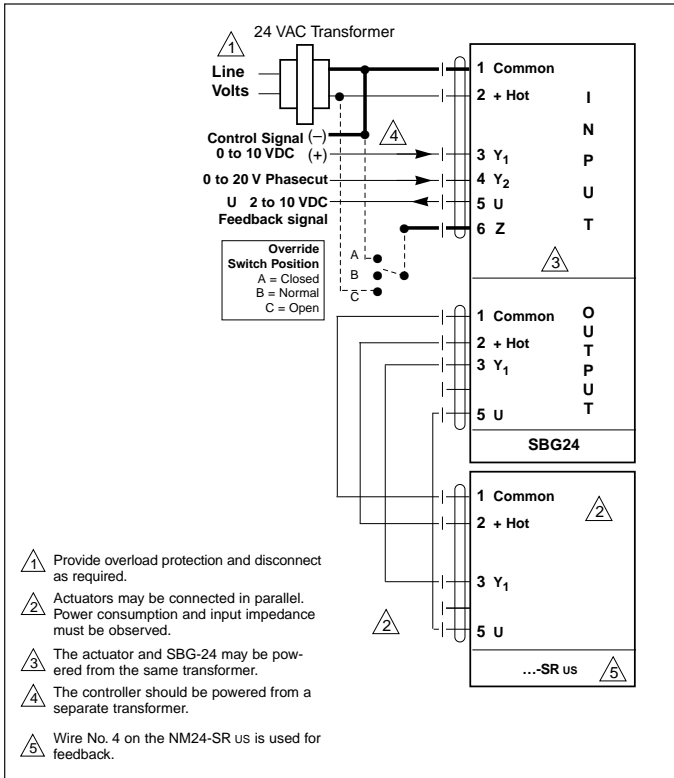 24 VAC Transformer
1
Line
Volts
1 Common
2 + Hot
INPUT
Control Signal (–)
0 to 10 VDC (+)
4
3 Y1
0 to 20 V Phasecut
4 Y2
U 2 to 10 VDC
Feedback signal
5 U
6 Z
3
Override
Switch Position
A = Closed
B = Normal
C = Open
A
B
C
1 Common
2 + Hot
3 Y1
5 U
OUTPUT
SBG24
1 Common
2
2 + Hot
3 Y1
2
5 U
...-SR US
5
1 Provide overload protection and disconnect
as required.
2 Actuators may be connected in parallel.
Power consumption and input impedance
must be observed.
3 The actuator and SBG-24 may be pow-
ered from the same transformer.
4 The controller should be powered from a
separate transformer.
5 Wire No. 4 on the NM24-SR US is used for
feedback.